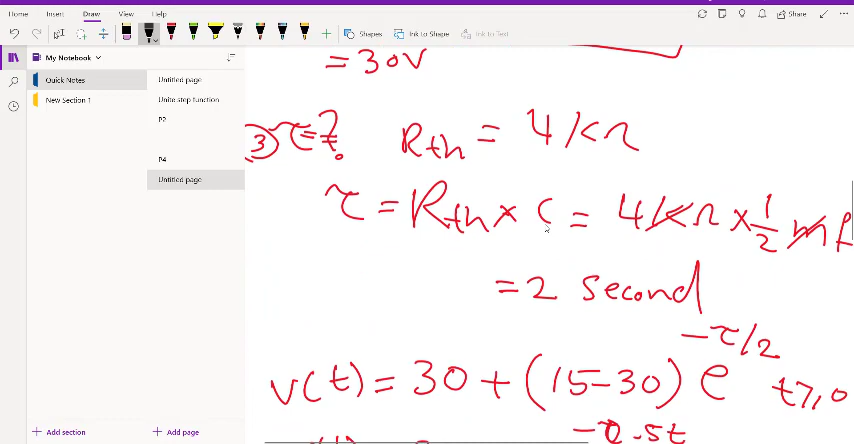 Home Insert Draw View Help
Share
Shapes Ink to Shape Ink to Text
My Notebook
Quick Notes
New Section 1
Untitled page
Unite step function
P2
P4
Untitled page
= 30V
③ τ = ? Rth = 4 KΩ
τ = Rth × C = 4KΩ × 1/2 mF
= 2 second
v(t) = 30 + (15-30) e^-τ/2 t≥0
-0.5t
+ Add section + Add page